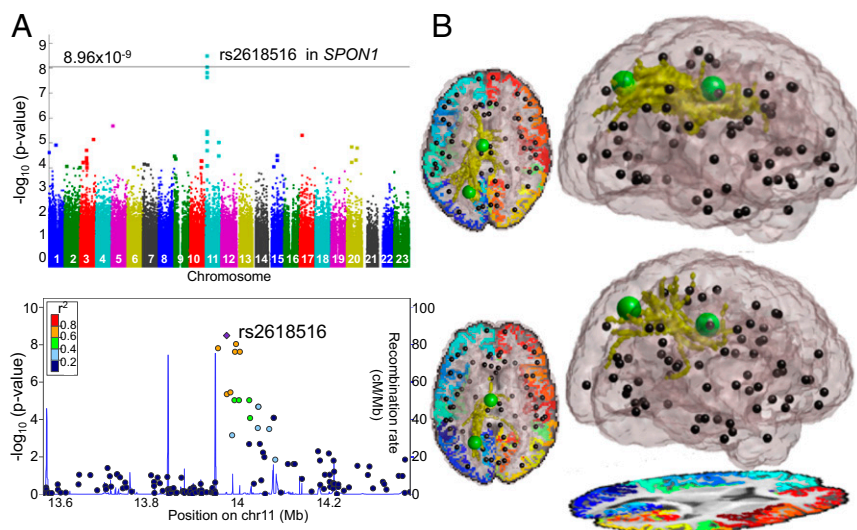 A
B
9
8
7
6
5
4
3
2
1
0
-log10 (p-value)
8.96x10-9
rs2618516 in SPON1
1 2 3 4 5 6 7 8 9 10 11 12 13 14 15 16 17 18 19 20 21 22 23
Chromosome
10
8
6
4
2
0
-log10 (p-value)
r2
0.8
0.6
0.4
0.2
rs2618516
100
80
60
40
20
0
Recombination rate
(cM/Mb)
13.6 13.8 14 14.2
Position on chr11 (Mb)